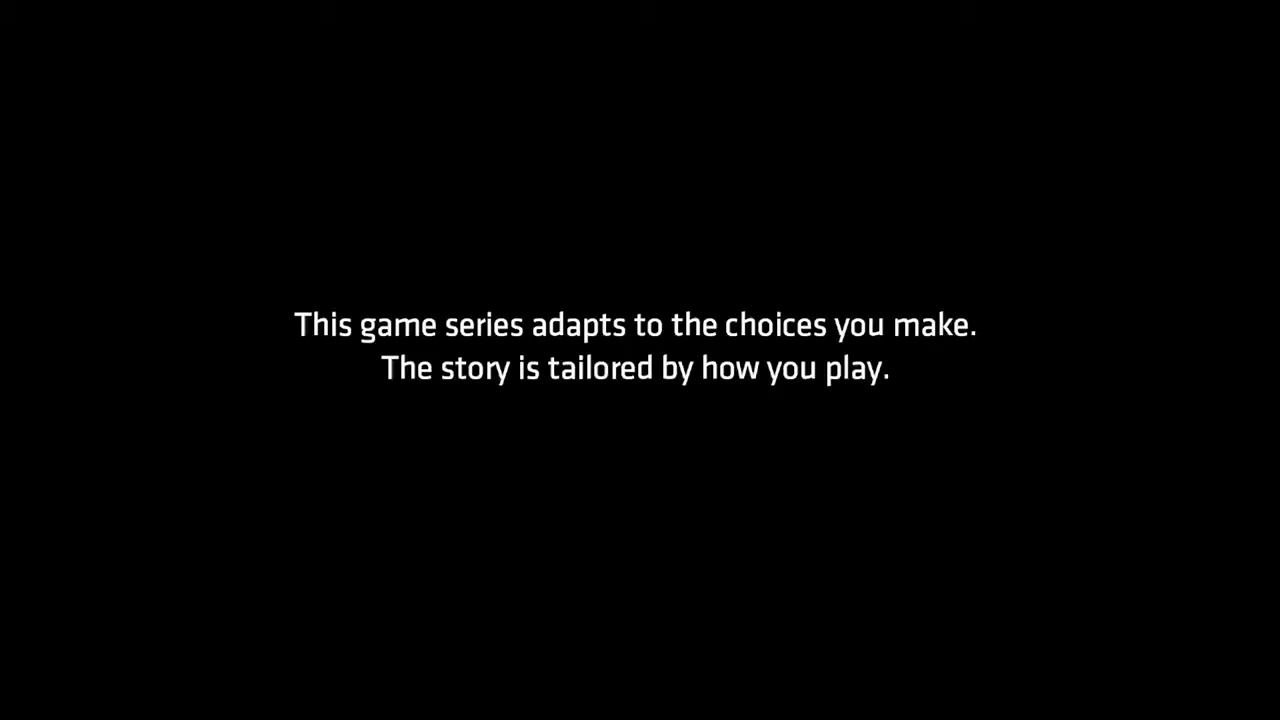 This game series adapts to the choices you make.
The story is tailored by how you play.